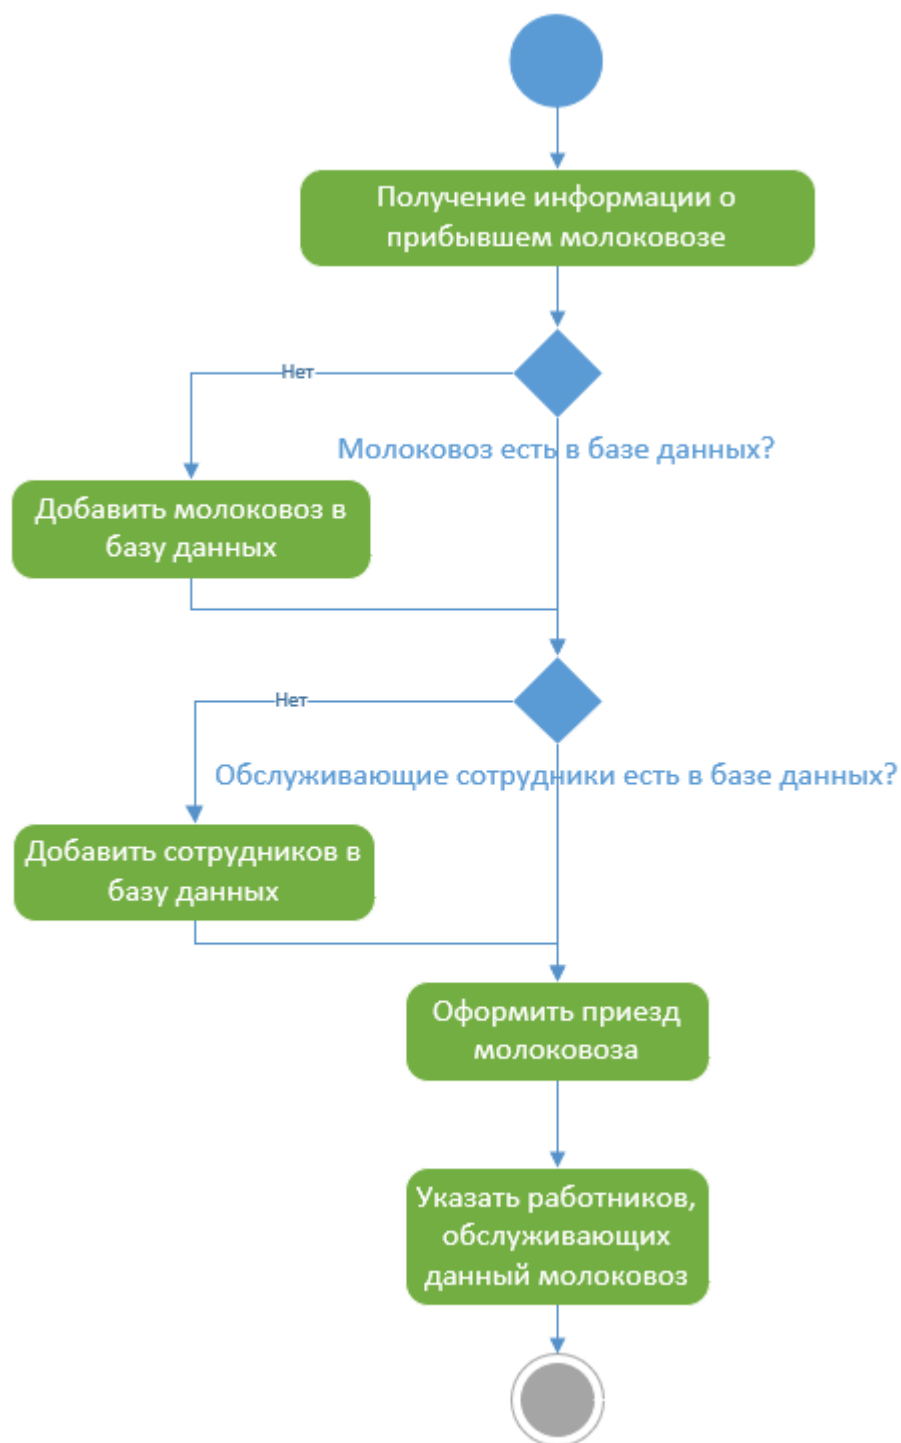 Получение информации о
прибывшем молоковозе
Нет
Молоковоз есть в базе данных?
Добавить молоковоз в
базу данных
Нет
Обслуживающие сотрудники есть в базе данных?
Добавить сотрудников в
базу данных
Оформить приезд
молоковоза
Указать работников,
обслуживающих
данный молоковоз